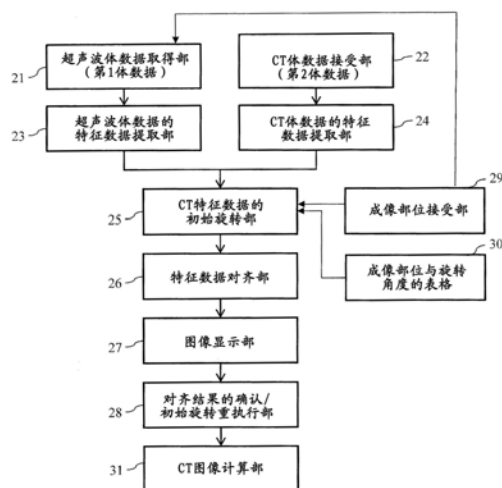 超声波体数据取得部
(第1体数据)
21
CT体数据接受部
(第2体数据)
22
超声波体数据的
特征数据提取部
23
CT体数据的特征
数据提取部
24
CT特征数据的
初始旋转部
25
成像部位接受部
29
特征数据对齐部
26
成像部位与旋转
角度的表格
30
图像显示部
27
对齐结果的确认/
初始旋转重执行部
28
CT图像计算部
31